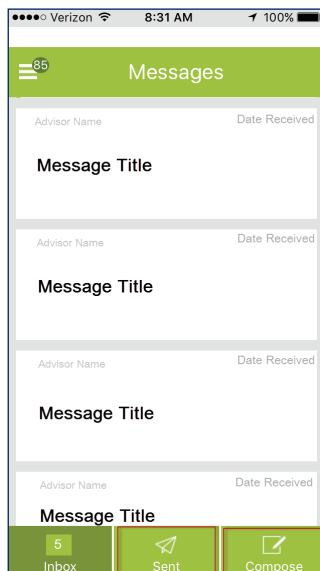 Verizon 8:31 AM 100%
85
Messages
Advisor Name Date Received
Message Title
Advisor Name Date Received
Message Title
Advisor Name Date Received
Message Title
Advisor Name Date Received
Message Title
5
Inbox Sent Compose